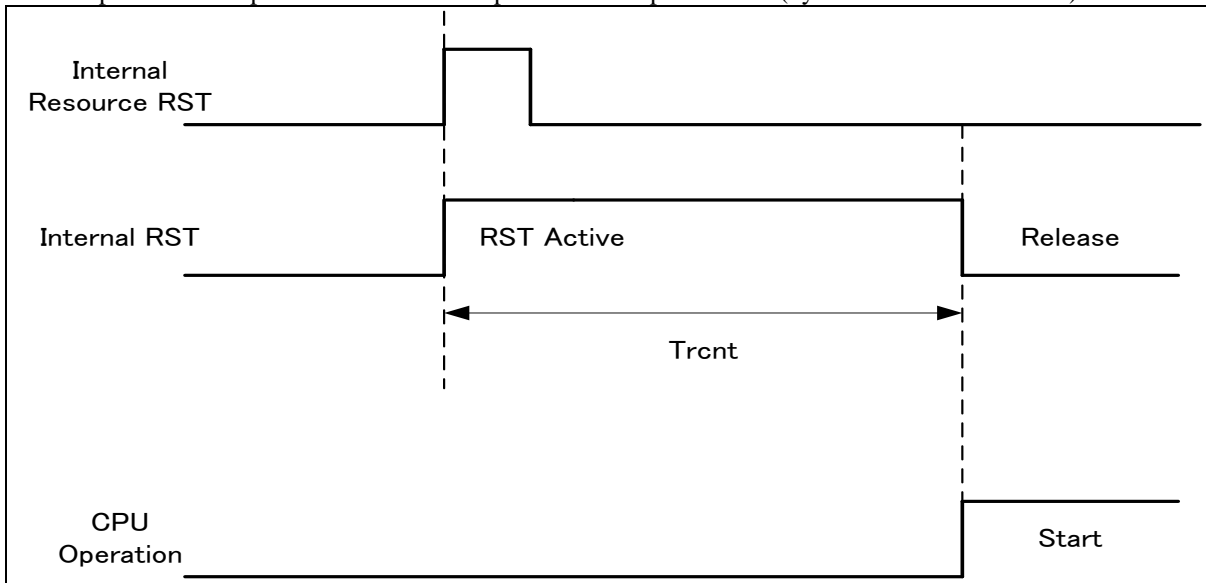 Internal
Resource RST
Internal RST
RST Active
Release
Trcnt
CPU
Operation
Start